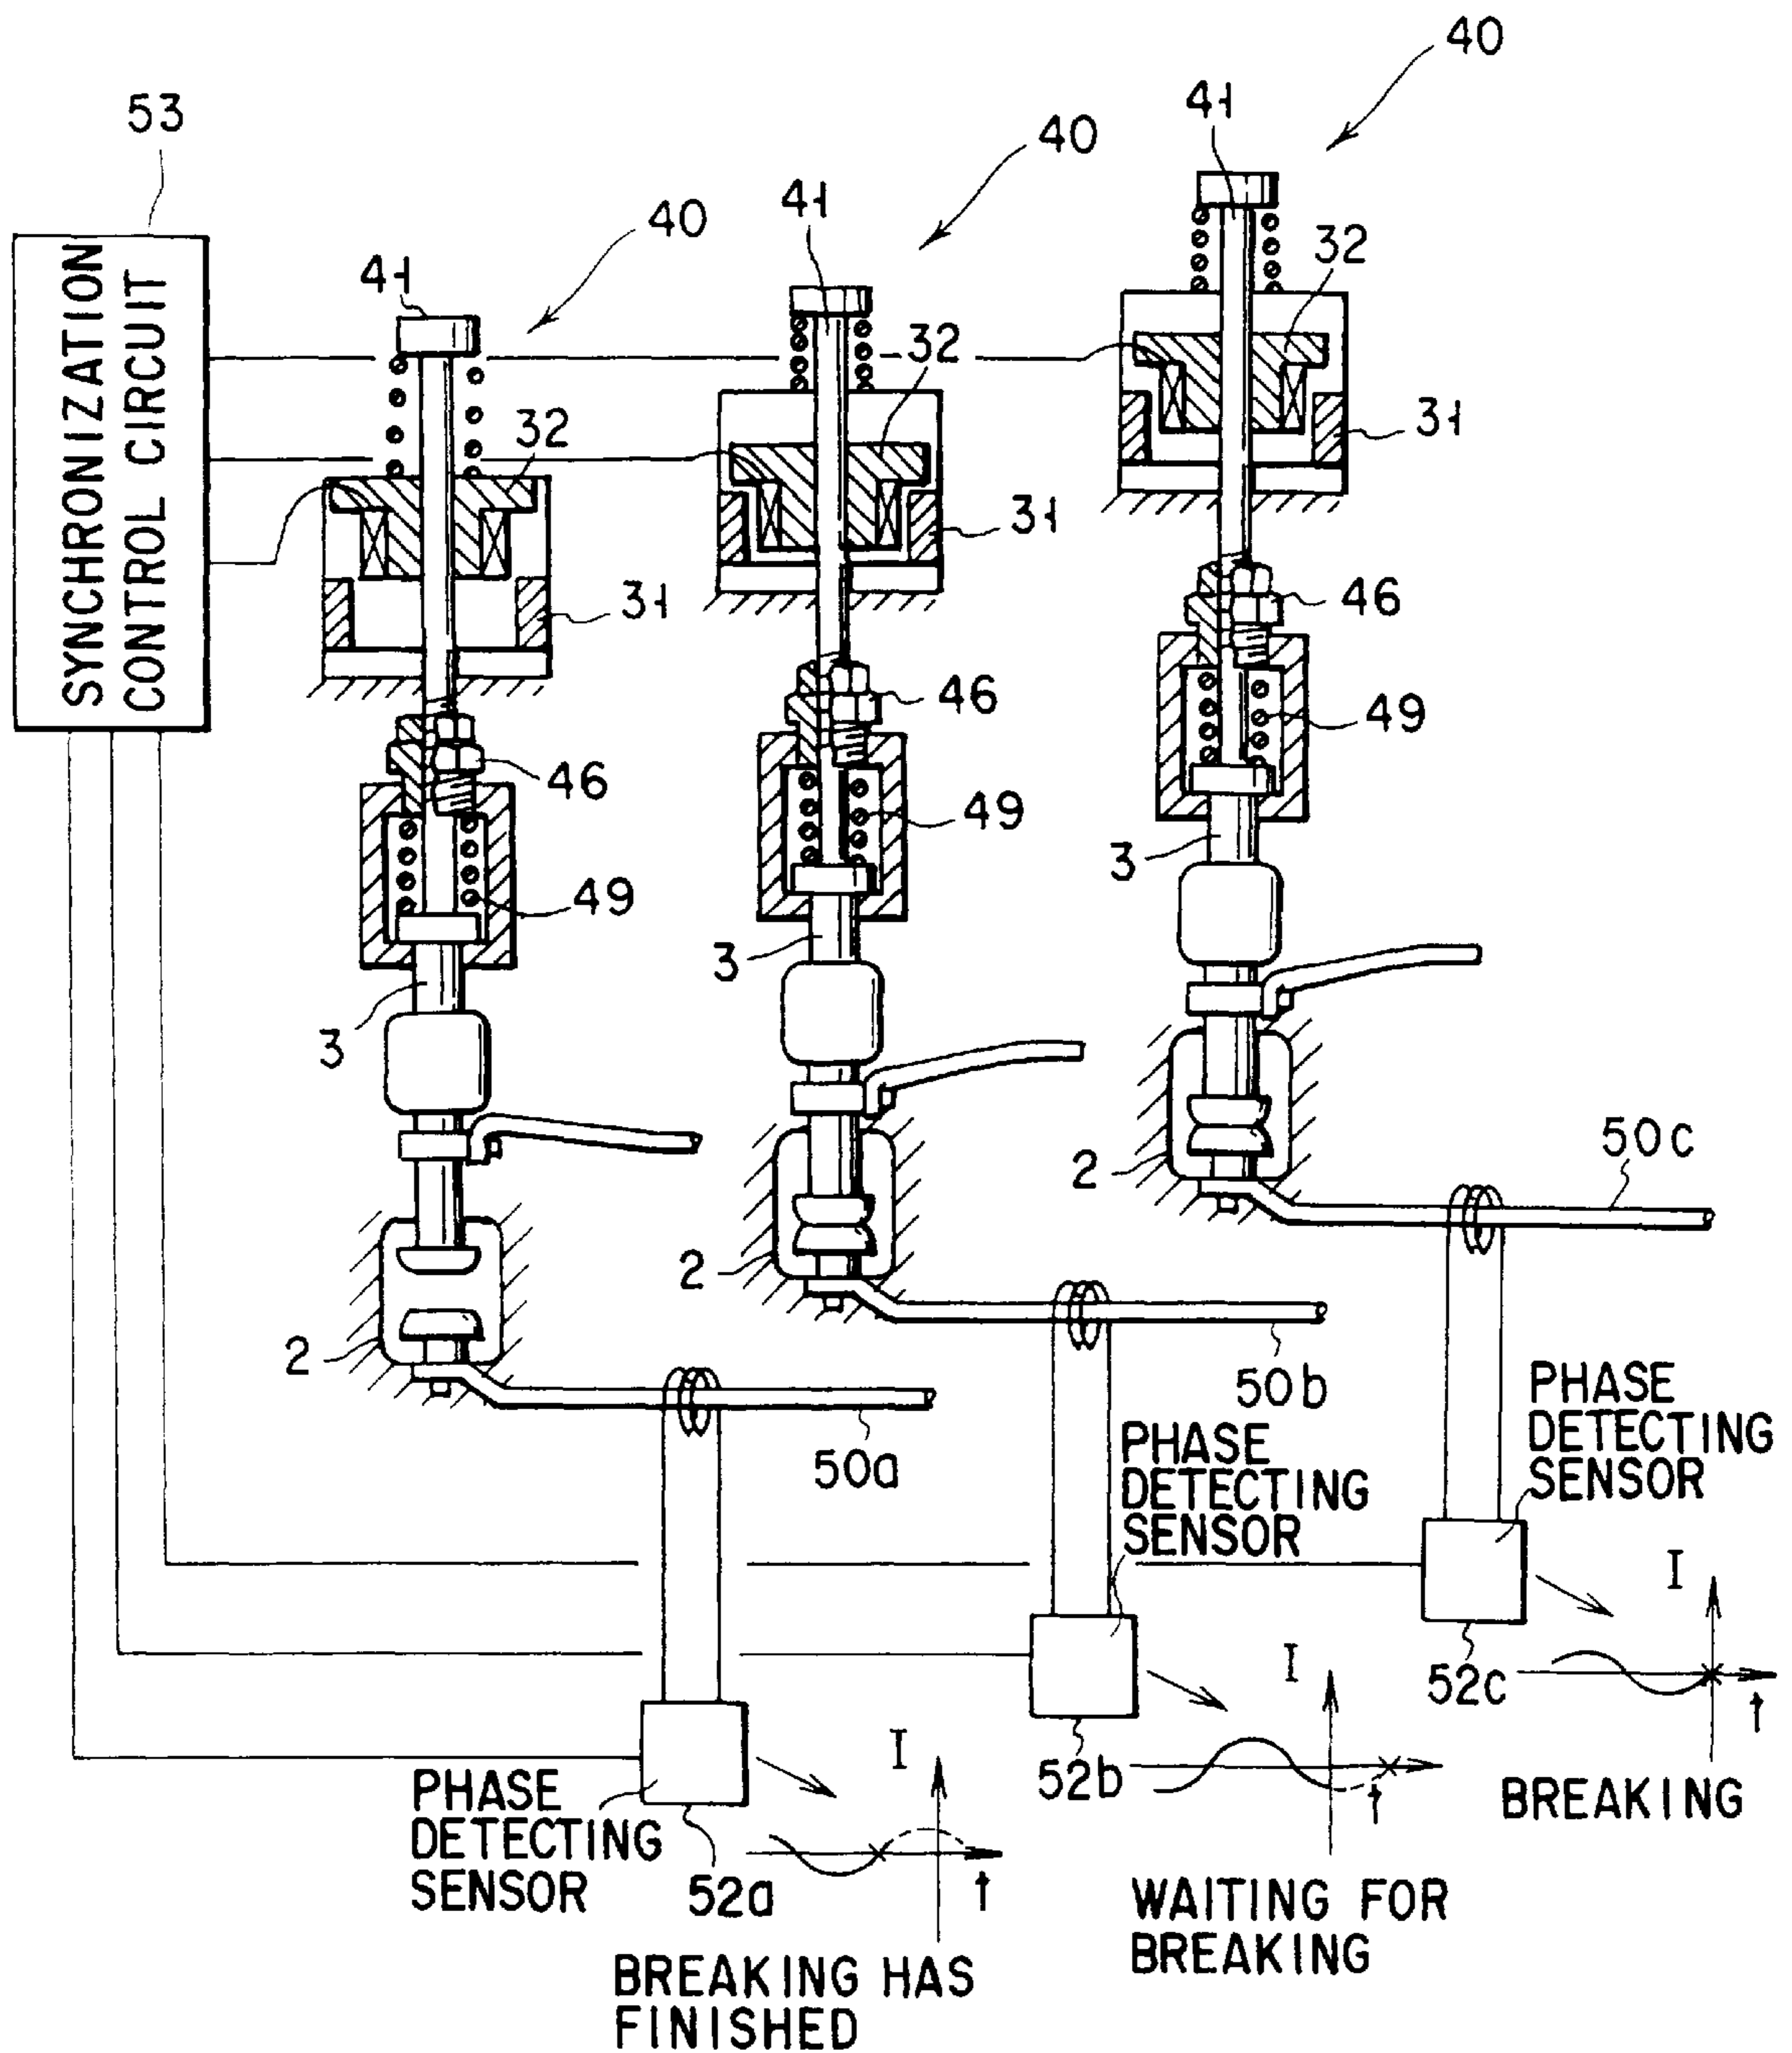 40
53
41
40
41
40
32
41
32
31
SYNCHRONIZATION
CONTROL CIRCUIT
32
31
46
31
49
46
3
49
46
3
49
3
2
50c
2
2
50b
50a
PHASE
DETECTING
SENSOR
PHASE
DETECTING
SENSOR
I
52c
t
BREAKING
I
52b
t
WAITING FOR
BREAKING
PHASE
DETECTING
SENSOR
I
52a
t
BREAKING HAS
FINISHED